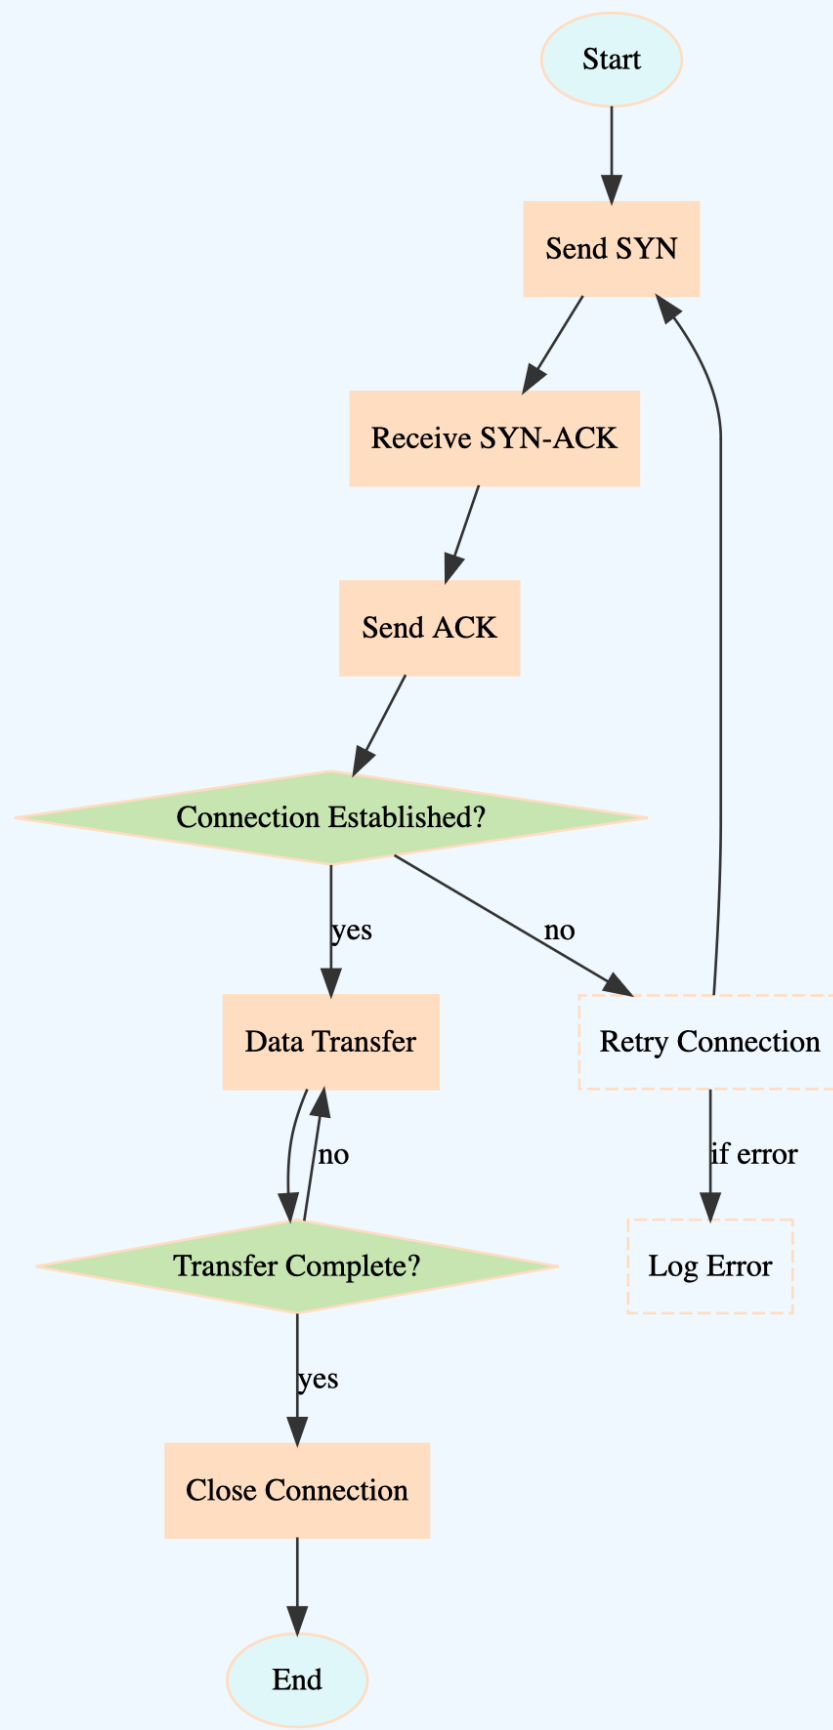 Start
Send SYN
Receive SYN-ACK
Send ACK
Connection Established?
yes
no
Data Transfer
Retry Connection
no
if error
Transfer Complete?
Log Error
yes
Close Connection
End